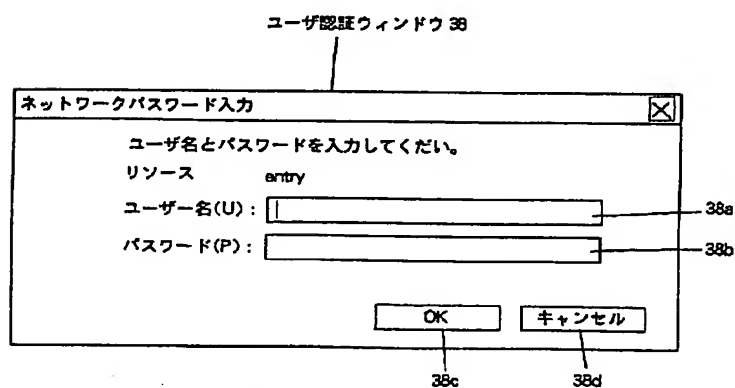 ユーザ認証ウィンドウ 38
ネットワークパスワード入力
ユーザ名とパスワードを入力してくだい。
リソース entry
ユーザー名(U):
38a
パスワード(P):
38b
OK
キャンセル
38c
38d